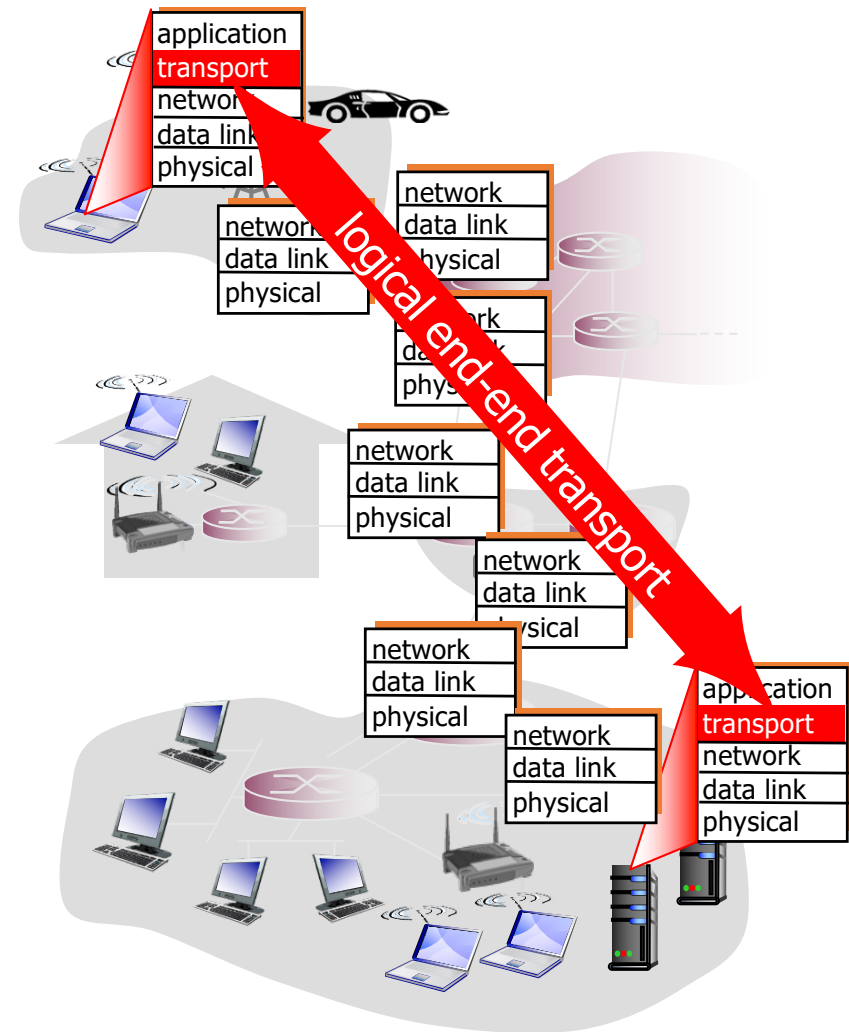 application
transport
network
data link
physical
network
data link
physical
network
data link
physical
network
data link
physical
logical end-end transport
network
data link
physical
network
data link
physical
network
data link
physical
network
data link
physical
application
transport
network
data link
physical